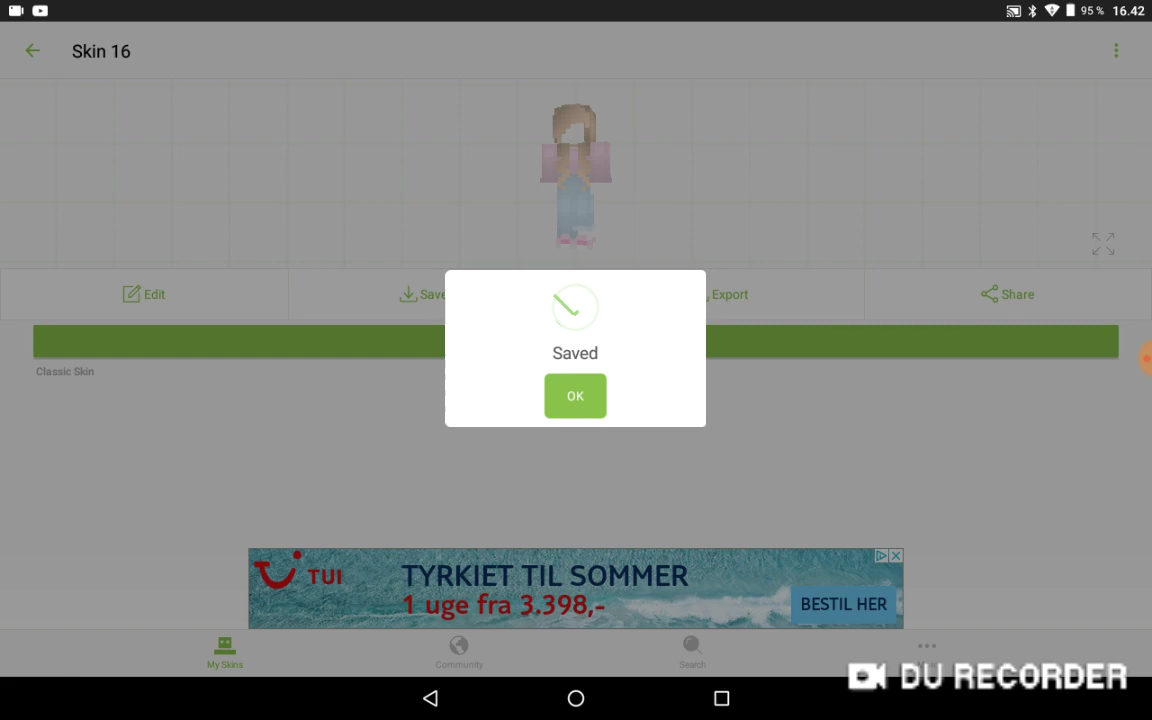 95 % 16.42
Skin 16
Edit
Save
Export
Share
Saved
OK
Classic Skin
TUI
TYRKIET TIL SOMMER
1 uge fra 3.398,-
BESTIL HER
My Skins
Community
Search
DU RECORDER